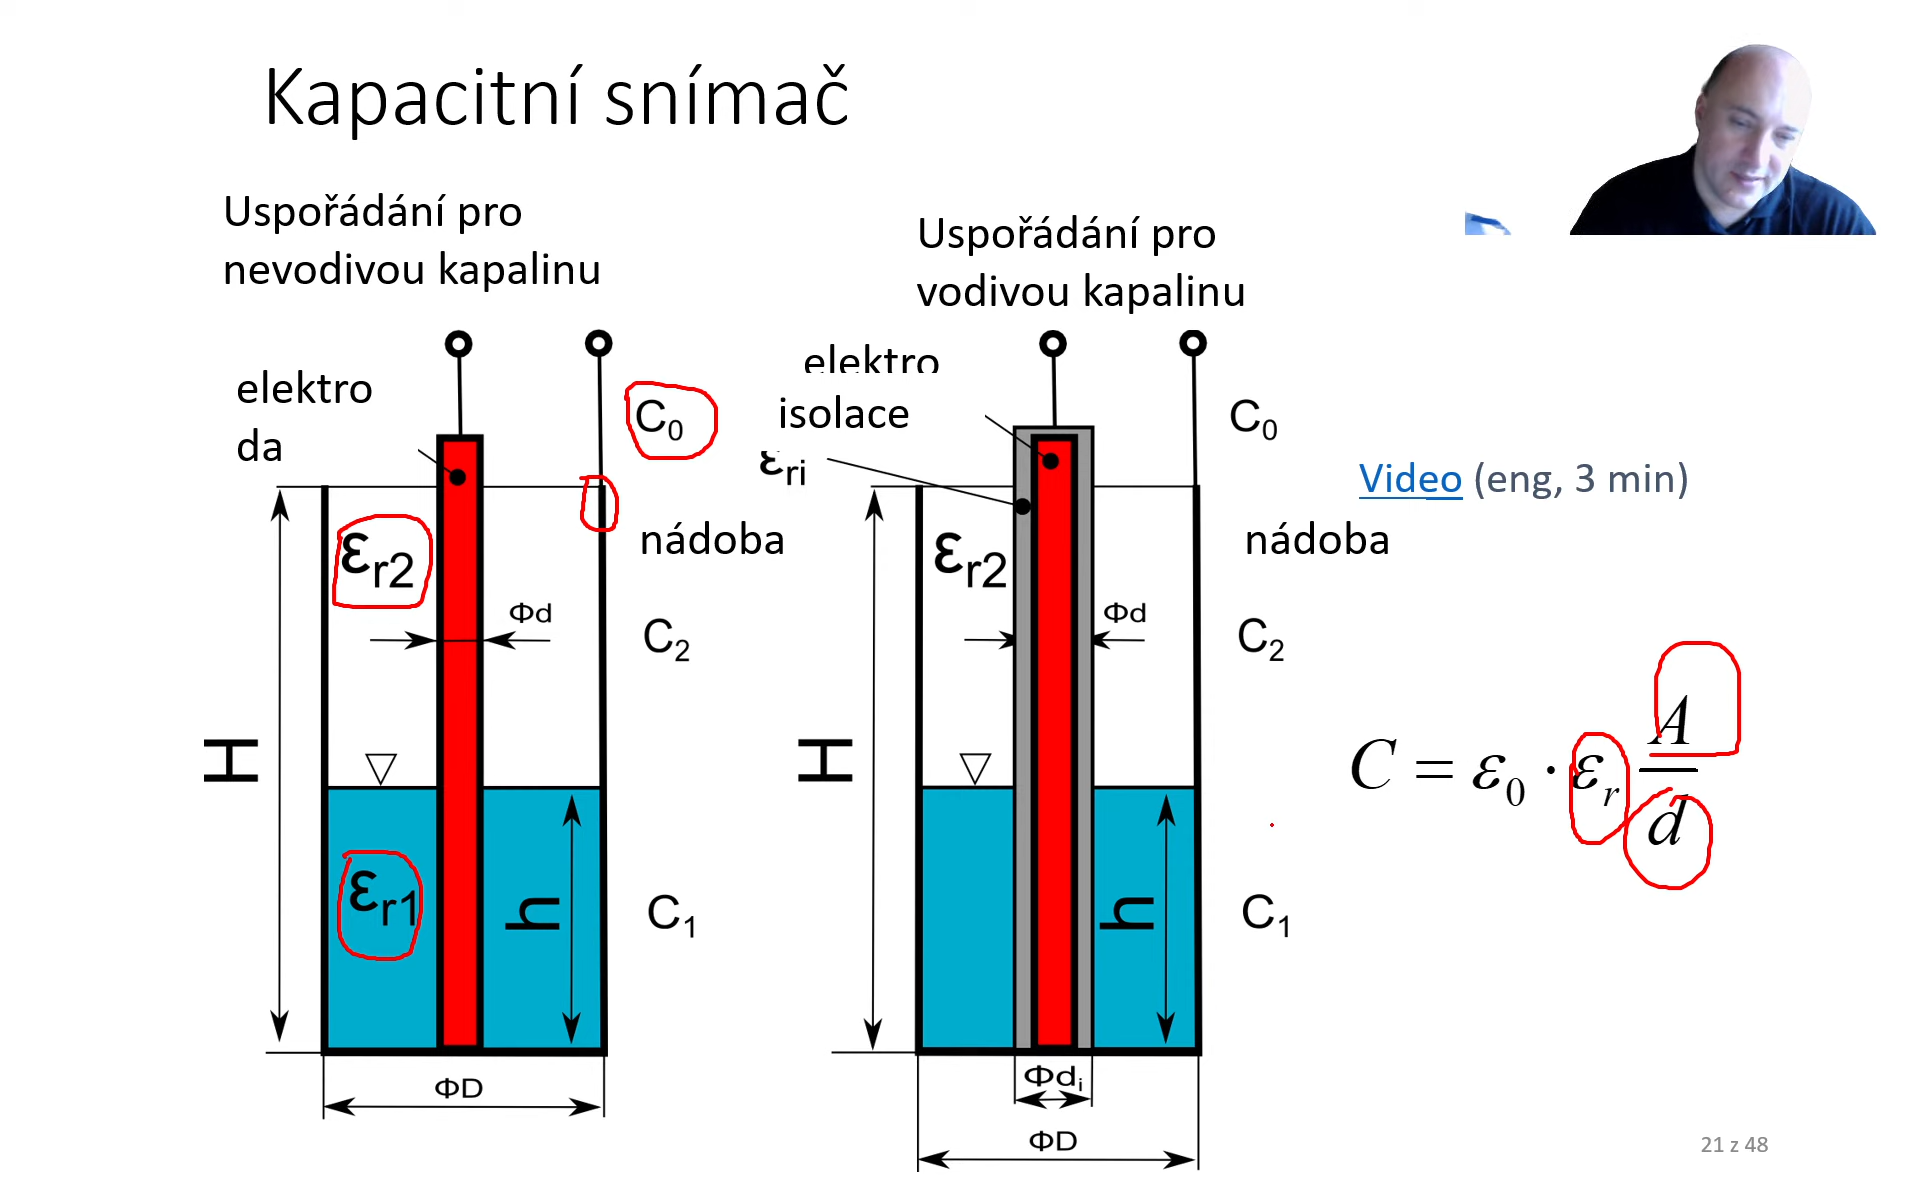 Kapacitní snímač
Uspořádání pro
nevodivou kapalinu
elektro
da
C₀
εr2
nádoba
Φd
C₂
H
εr1
h
C₁
ΦD
Uspořádání pro
vodivou kapalinu
elektro
isolace
εri
C₀
εr2
nádoba
Φd
C₂
H
h
C₁
Φdᵢ
ΦD
Video (eng, 3 min)
C = ε₀ · εr A/d
21 z 48